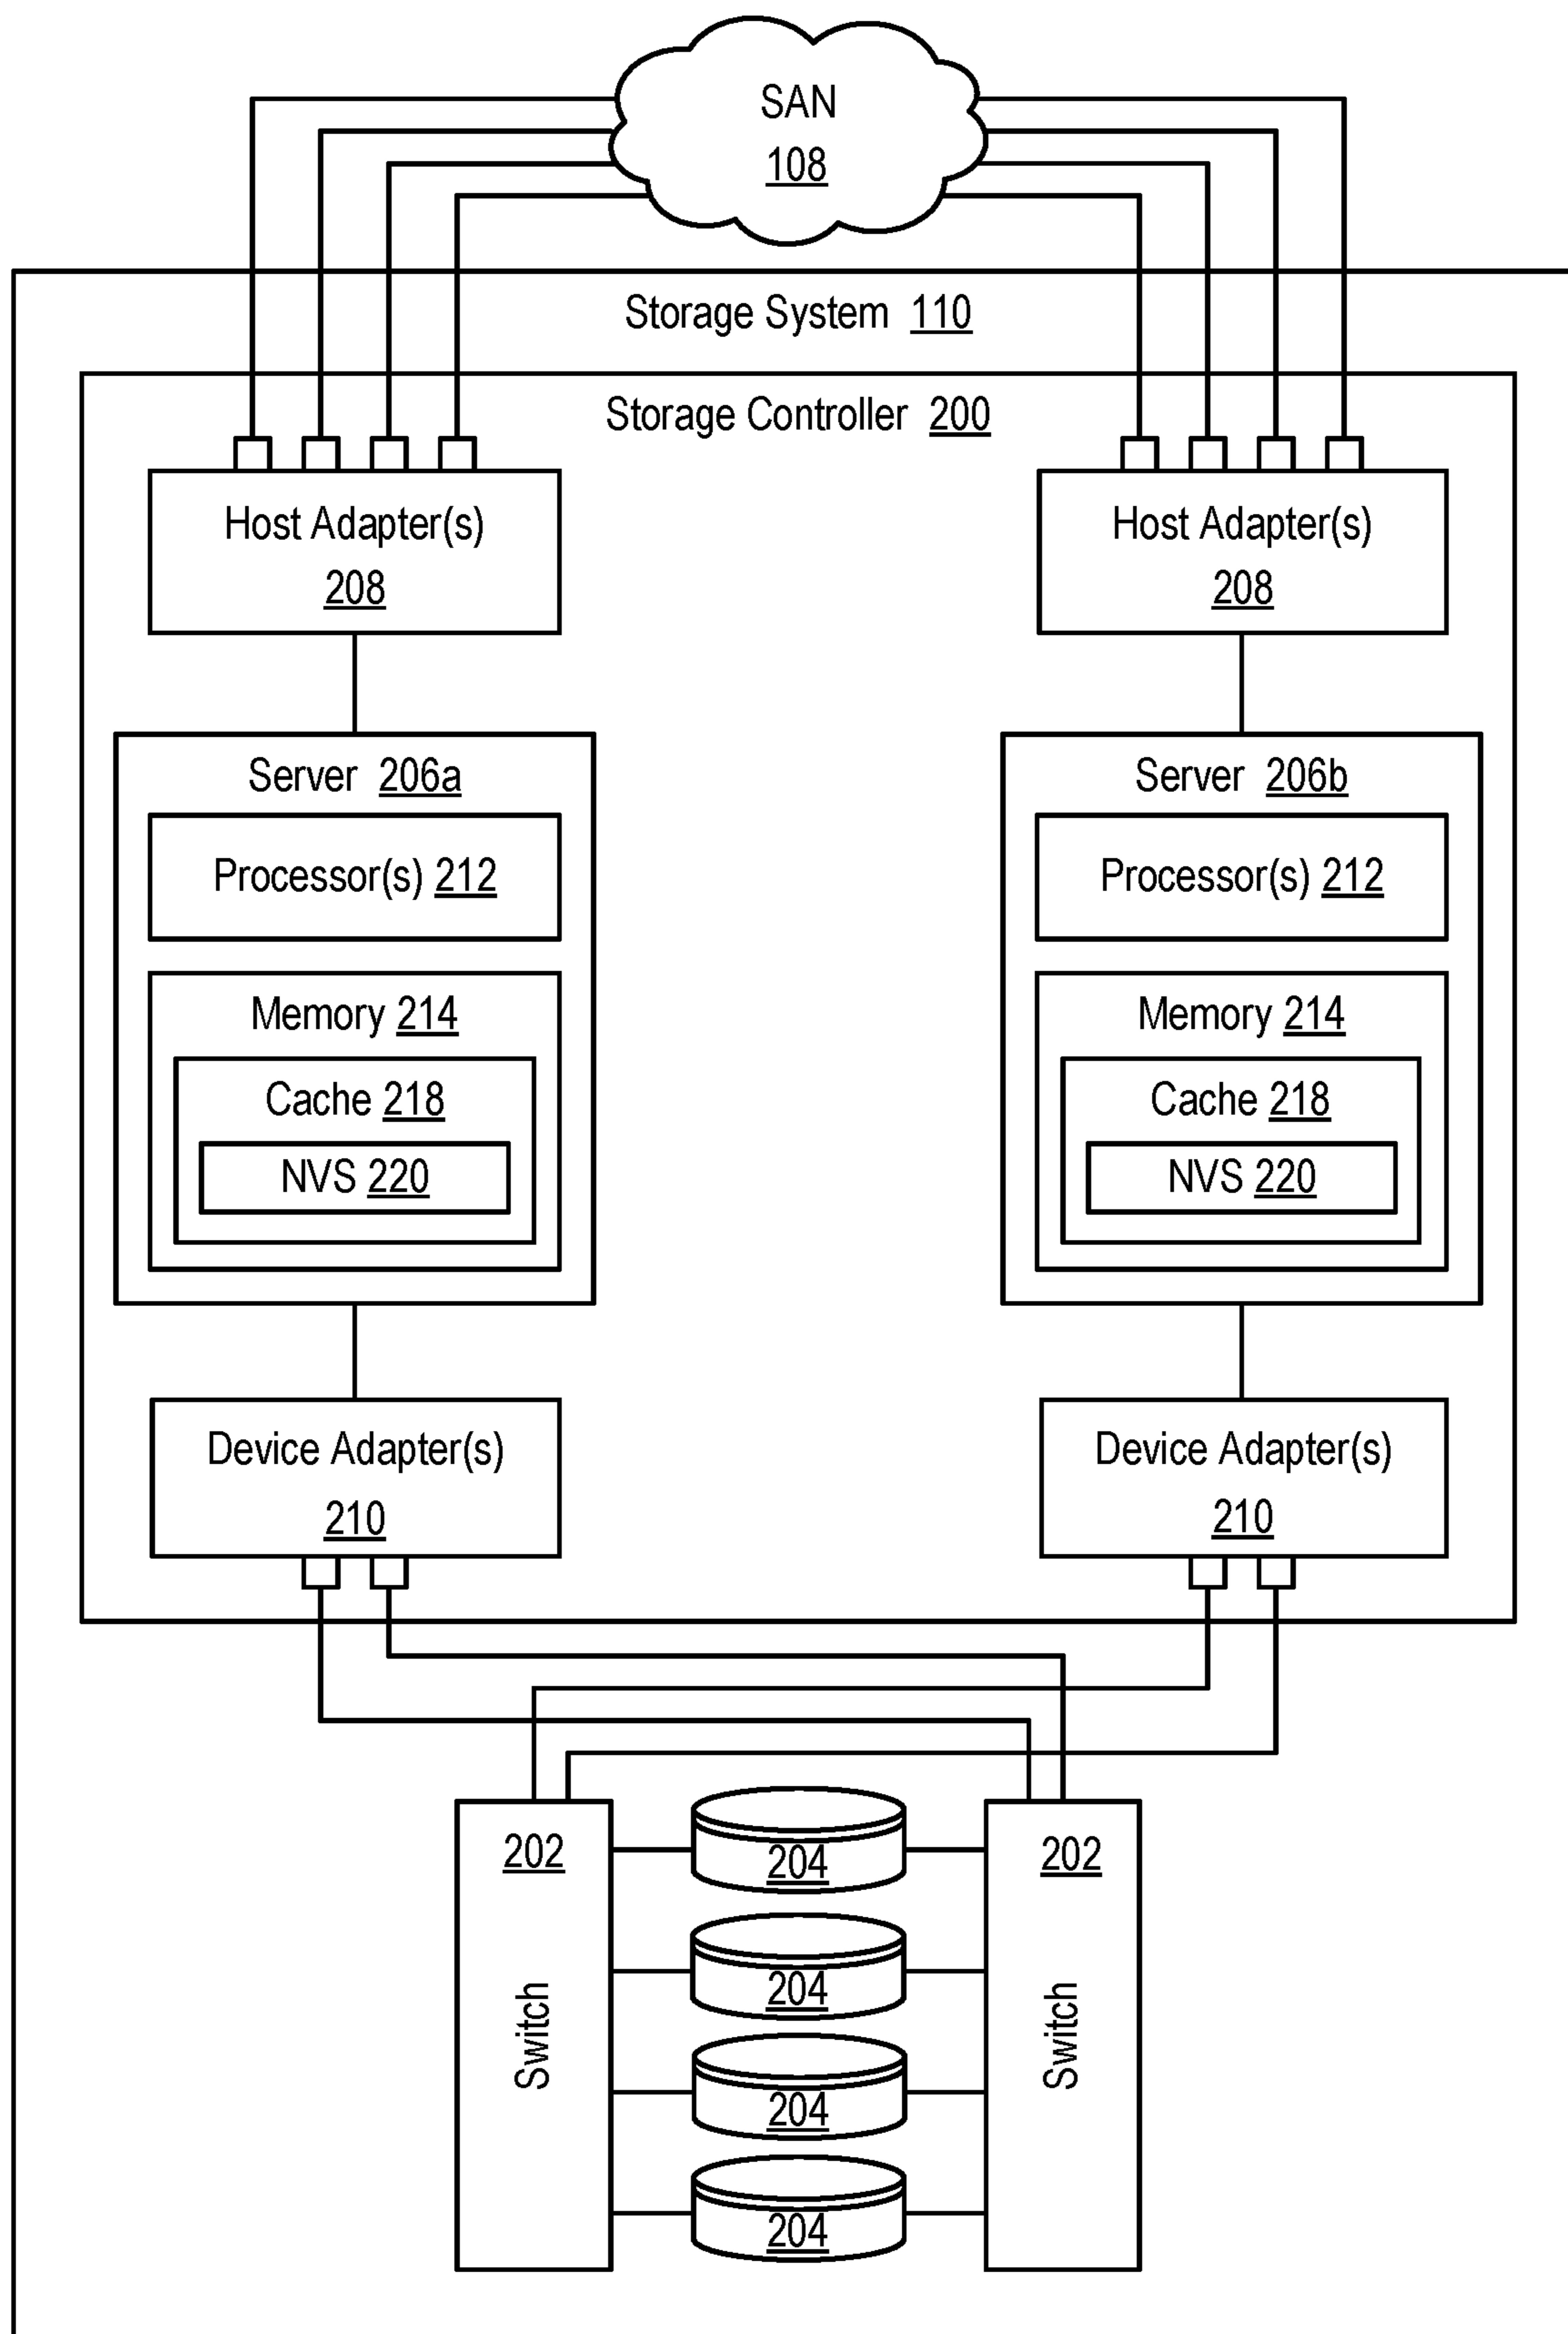 SAN
108
Storage System 110
Storage Controller 200
Host Adapter(s)
208
Host Adapter(s)
208
Server 206a
Processor(s) 212
Memory 214
Cache 218
NVS 220
Server 206b
Processor(s) 212
Memory 214
Cache 218
NVS 220
Device Adapter(s)
210
Device Adapter(s)
210
202
Switch
204
204
204
204
202
Switch